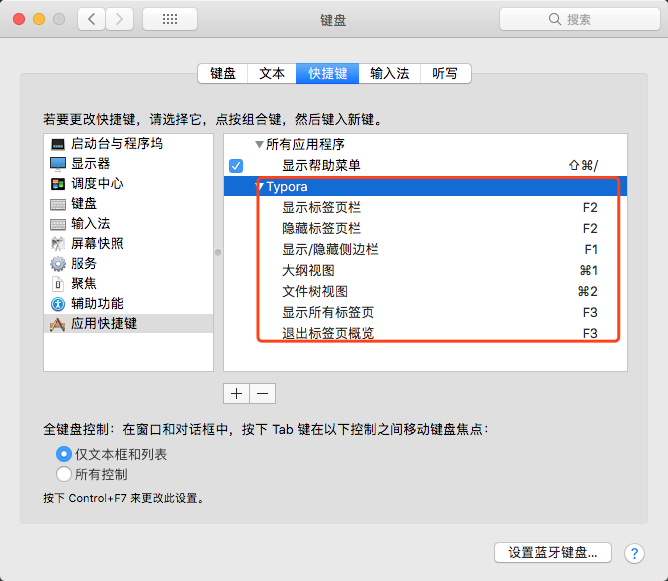 键盘
搜索
键盘 文本 快捷键 输入法 听写
若要更改快捷键，请选择它，点按组合键，然后键入新键。
启动台与程序坞
显示器
调度中心
键盘
输入法
屏幕快照
服务
聚焦
辅助功能
应用快捷键
所有应用程序
显示帮助菜单 ⇧⌘/
Typora
显示标签页栏 F2
隐藏标签页栏 F2
显示/隐藏侧边栏 F1
大纲视图 ⌘1
文件树视图 ⌘2
显示所有标签页 F3
退出标签页概览 F3
全键盘控制：在窗口和对话框中，按下 Tab 键在以下控制之间移动键盘焦点：
仅文本框和列表
所有控制
按下 Control+F7 来更改此设置。
设置蓝牙键盘...
?